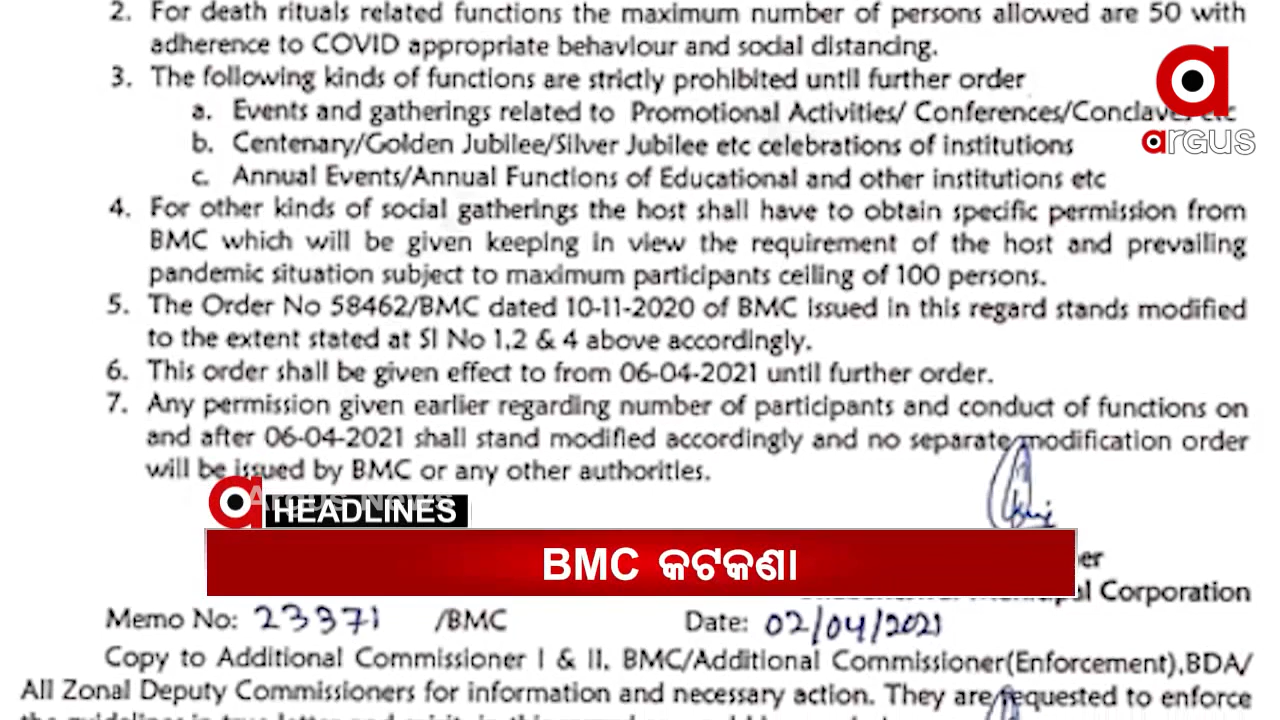 2. For death rituals related functions the maximum number of persons allowed are 50 with
adherence to COVID appropriate behaviour and social distancing.
3. The following kinds of functions are strictly prohibited until further order
a. Events and gatherings related to Promotional Activities/ Conferences/Conclaves etc
b. Centenary/Golden Jubilee/Silver Jubilee etc celebrations of institutions
c. Annual Events/Annual Functions of Educational and other institutions etc
4. For other kinds of social gatherings the host shall have to obtain specific permission from
BMC which will be given keeping in view the requirement of the host and prevailing
pandemic situation subject to maximum participants ceiling of 100 persons.
5. The Order No 58462/BMC dated 10-11-2020 of BMC issued in this regard stands modified
to the extent stated at Sl No 1,2 & 4 above accordingly.
6. This order shall be given effect to from 06-04-2021 until further order.
7. Any permission given earlier regarding number of participants and conduct of functions on
and after 06-04-2021 shall stand modified accordingly and no separate modification order
will be issued by BMC or any other authorities.
argus
Argus News
HEADLINES
BMC କଟକଣା
Corporation
Memo No: 23371 /BMC Date: 02/04/2021
Copy to Additional Commissioner I & II, BMC/Additional Commissioner(Enforcement),BDA/
All Zonal Deputy Commissioners for information and necessary action. They are requested to enforce